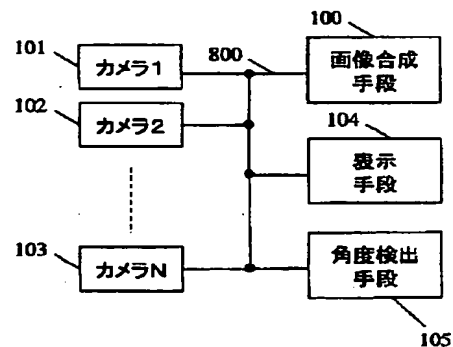 101
カメラ1
800
100
画像合成
手段
102
カメラ2
104
表示
手段
103
カメラN
角度検出
手段
105